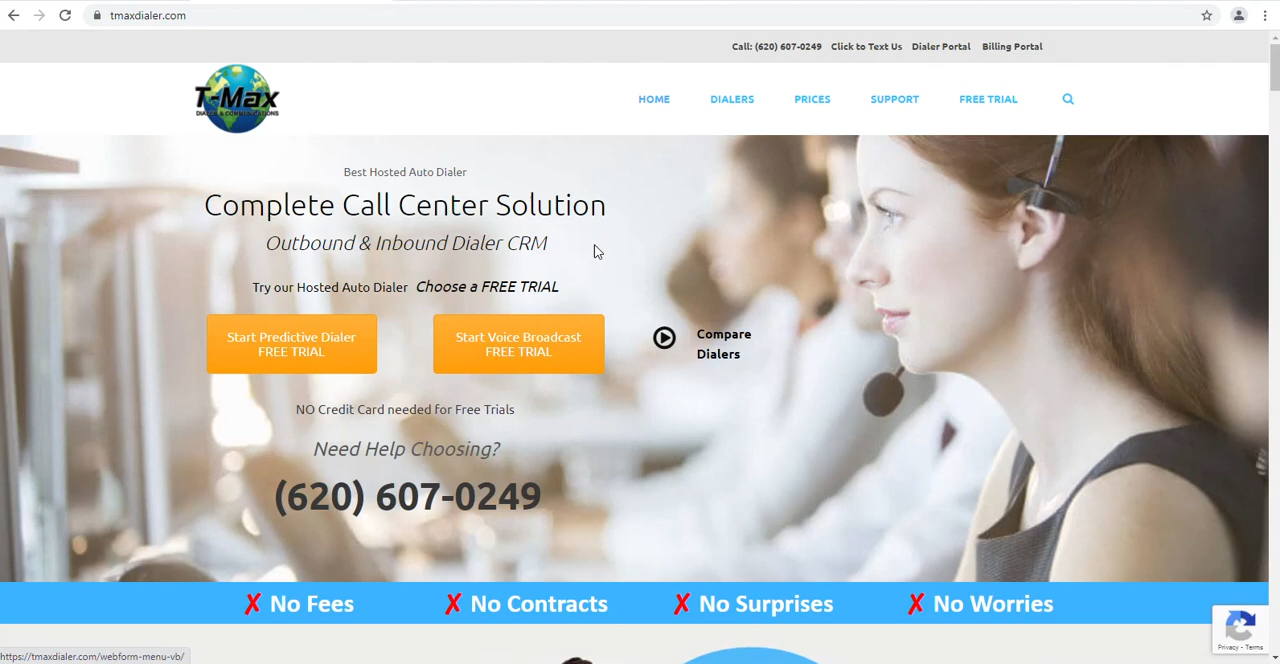 tmaxdialer.com
Call: (620) 607-0249 Click to Text Us Dialer Portal Billing Portal
T-Max
HOME DIALERS PRICES SUPPORT FREE TRIAL
Best Hosted Auto Dialer
Complete Call Center Solution
Outbound & Inbound Dialer CRM
Try our Hosted Auto Dialer Choose a FREE TRIAL
Start Predictive Dialer
FREE TRIAL
Start Voice Broadcast
FREE TRIAL
Compare
Dialers
NO Credit Card needed for Free Trials
Need Help Choosing?
(620) 607-0249
✗ No Fees ✗ No Contracts ✗ No Surprises ✗ No Worries
Privacy - Terms
https://tmaxdialer.com/webform-menu-vb/